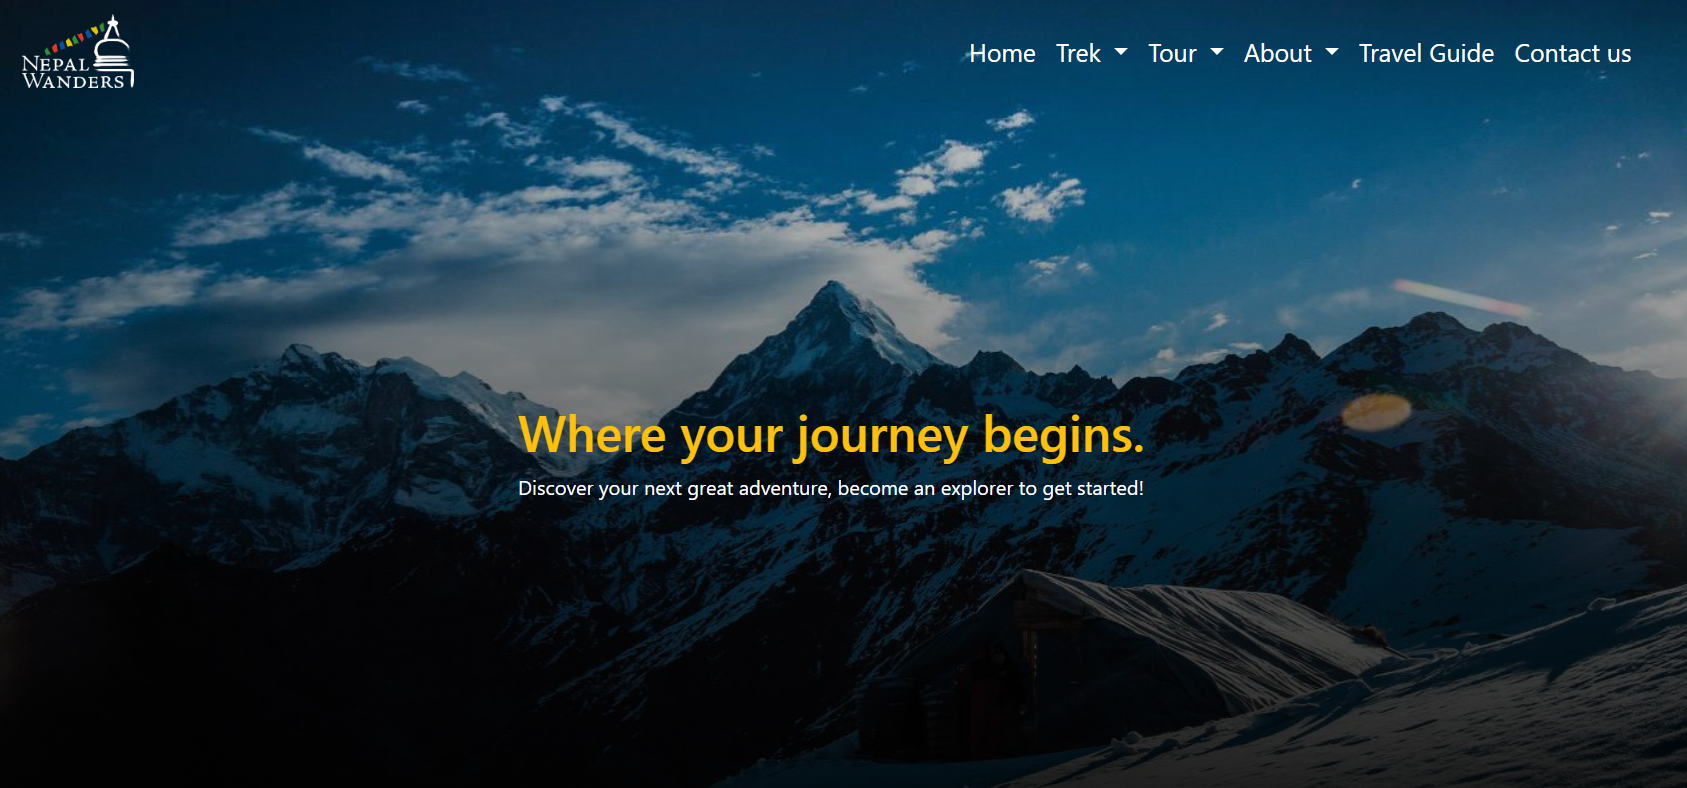 NEPAL
WANDERS
Home Trek Tour About Travel Guide Contact us
Where your journey begins.
Discover your next great adventure, become an explorer to get started!